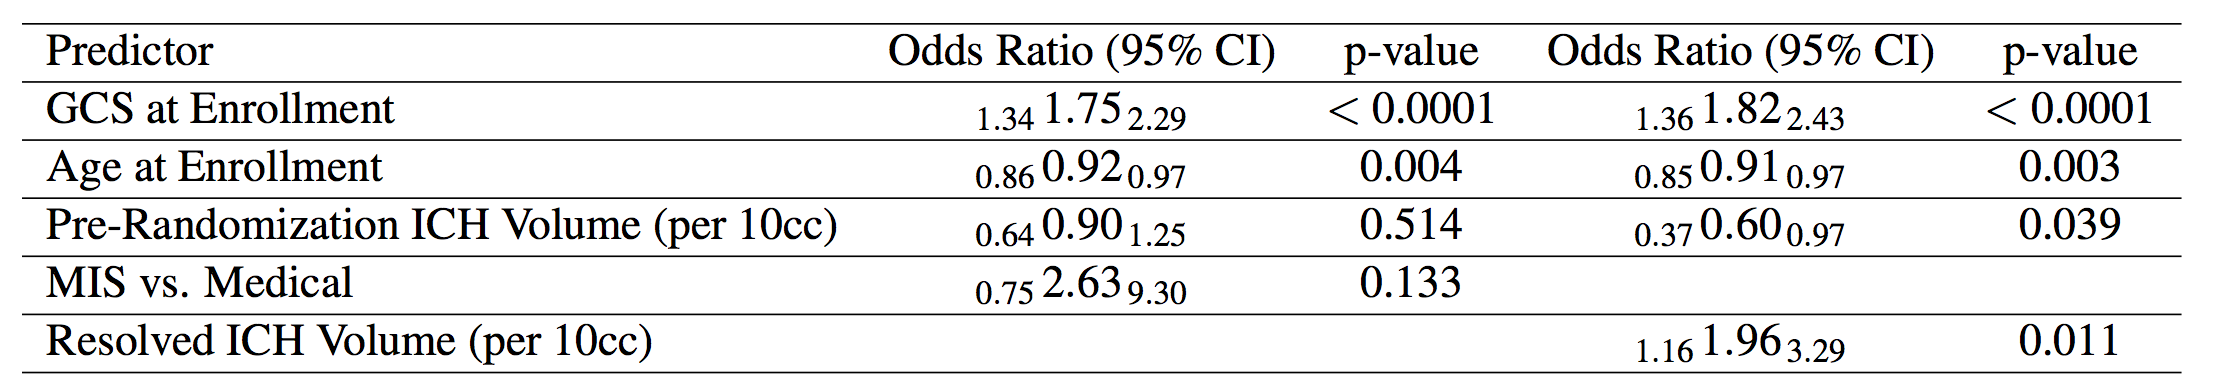 Predictor Odds Ratio (95% CI) p-value Odds Ratio (95% CI) p-value
GCS at Enrollment 1.34 1.75 2.29 < 0.0001 1.36 1.82 2.43 < 0.0001
Age at Enrollment 0.86 0.92 0.97 0.004 0.85 0.91 0.97 0.003
Pre-Randomization ICH Volume (per 10cc) 0.64 0.90 1.25 0.514 0.37 0.60 0.97 0.039
MIS vs. Medical 0.75 2.63 9.30 0.133
Resolved ICH Volume (per 10cc) 1.16 1.96 3.29 0.011